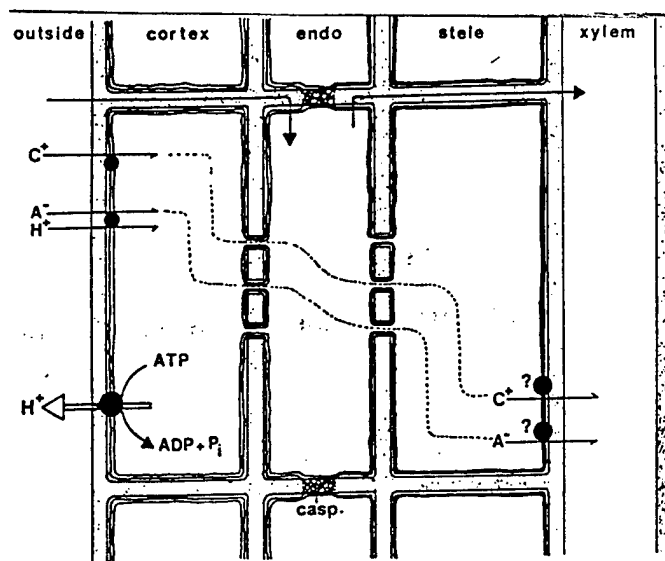 outside cortex endo stele xylem
C+
A-
H+
ATP
H+
ADP + Pi
? C+
? A-
casp.